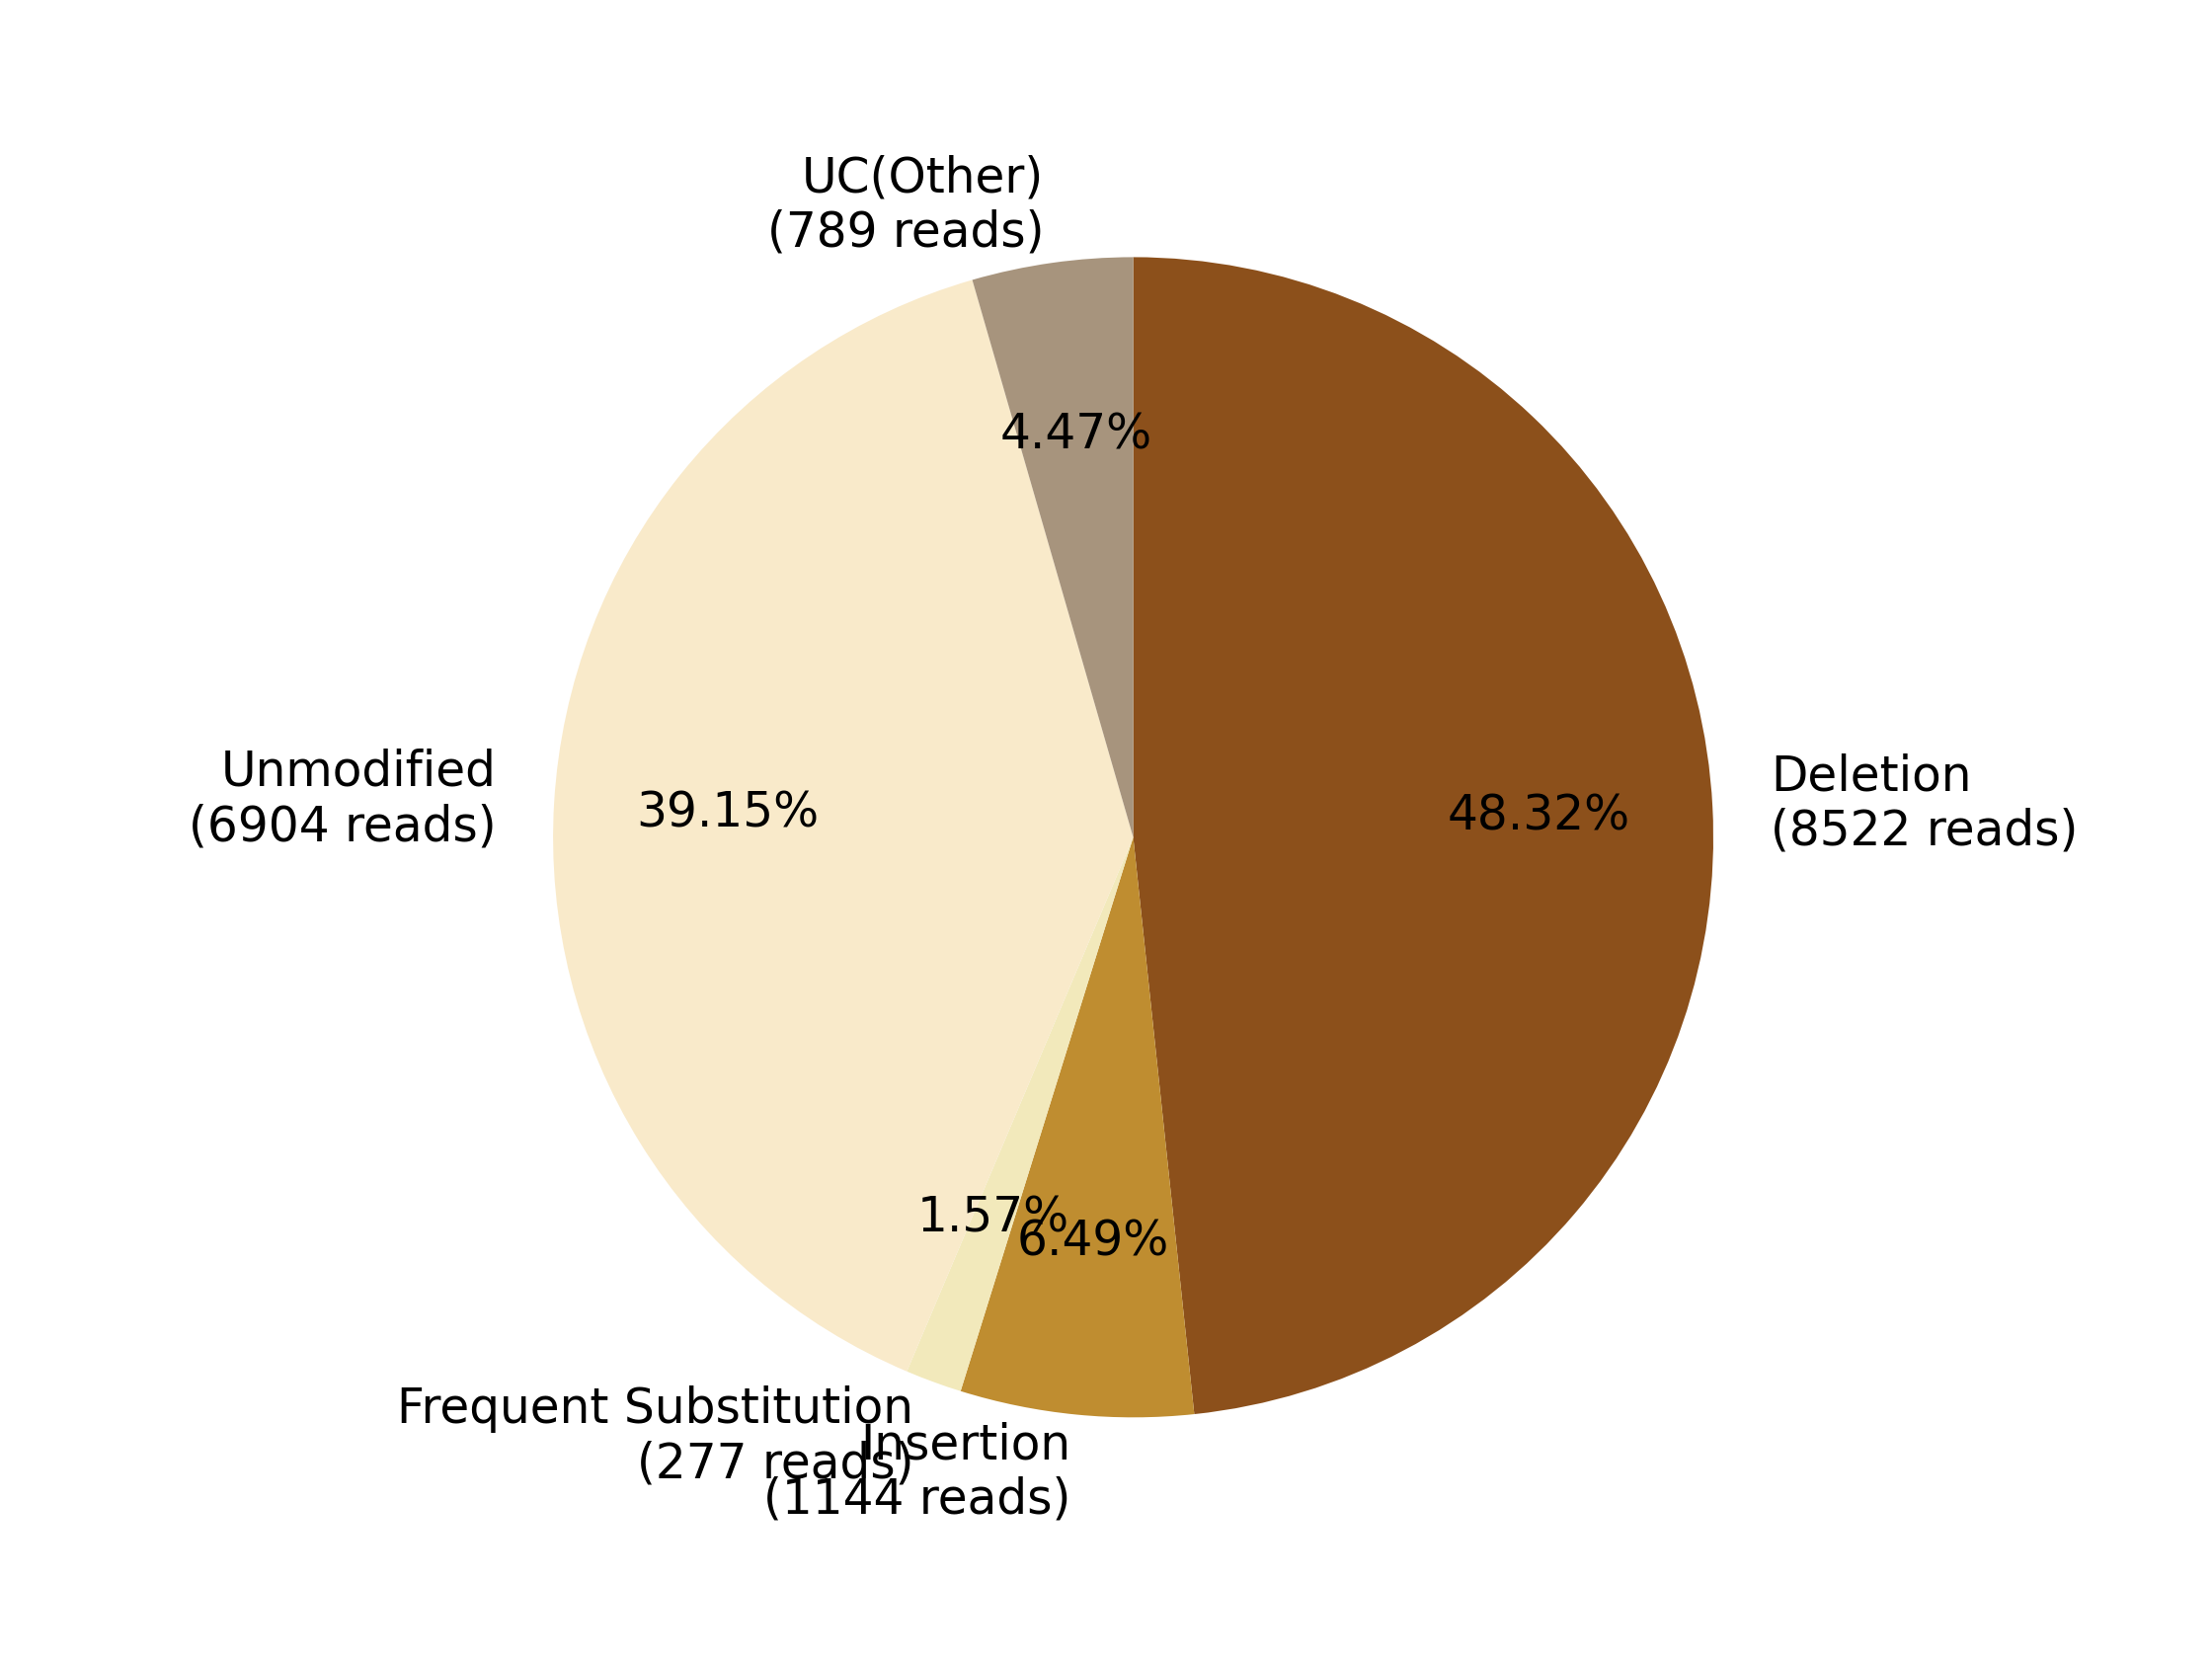 UC(Other)
(789 reads)
4.47%
Unmodified
(6904 reads)
39.15%
48.32%
Deletion
(8522 reads)
1.57%
6.49%
Frequent Substitution
(277 reads)
Insertion
(1144 reads)